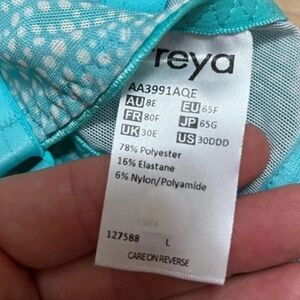 reya
AA3991AQE
AU 8E EU 65F
FR 80F JP 65G
UK 30E US 30DDD
78% Polyester
16% Elastane
6% Nylon/Polyamide
127588 L
CARE ON REVERSE